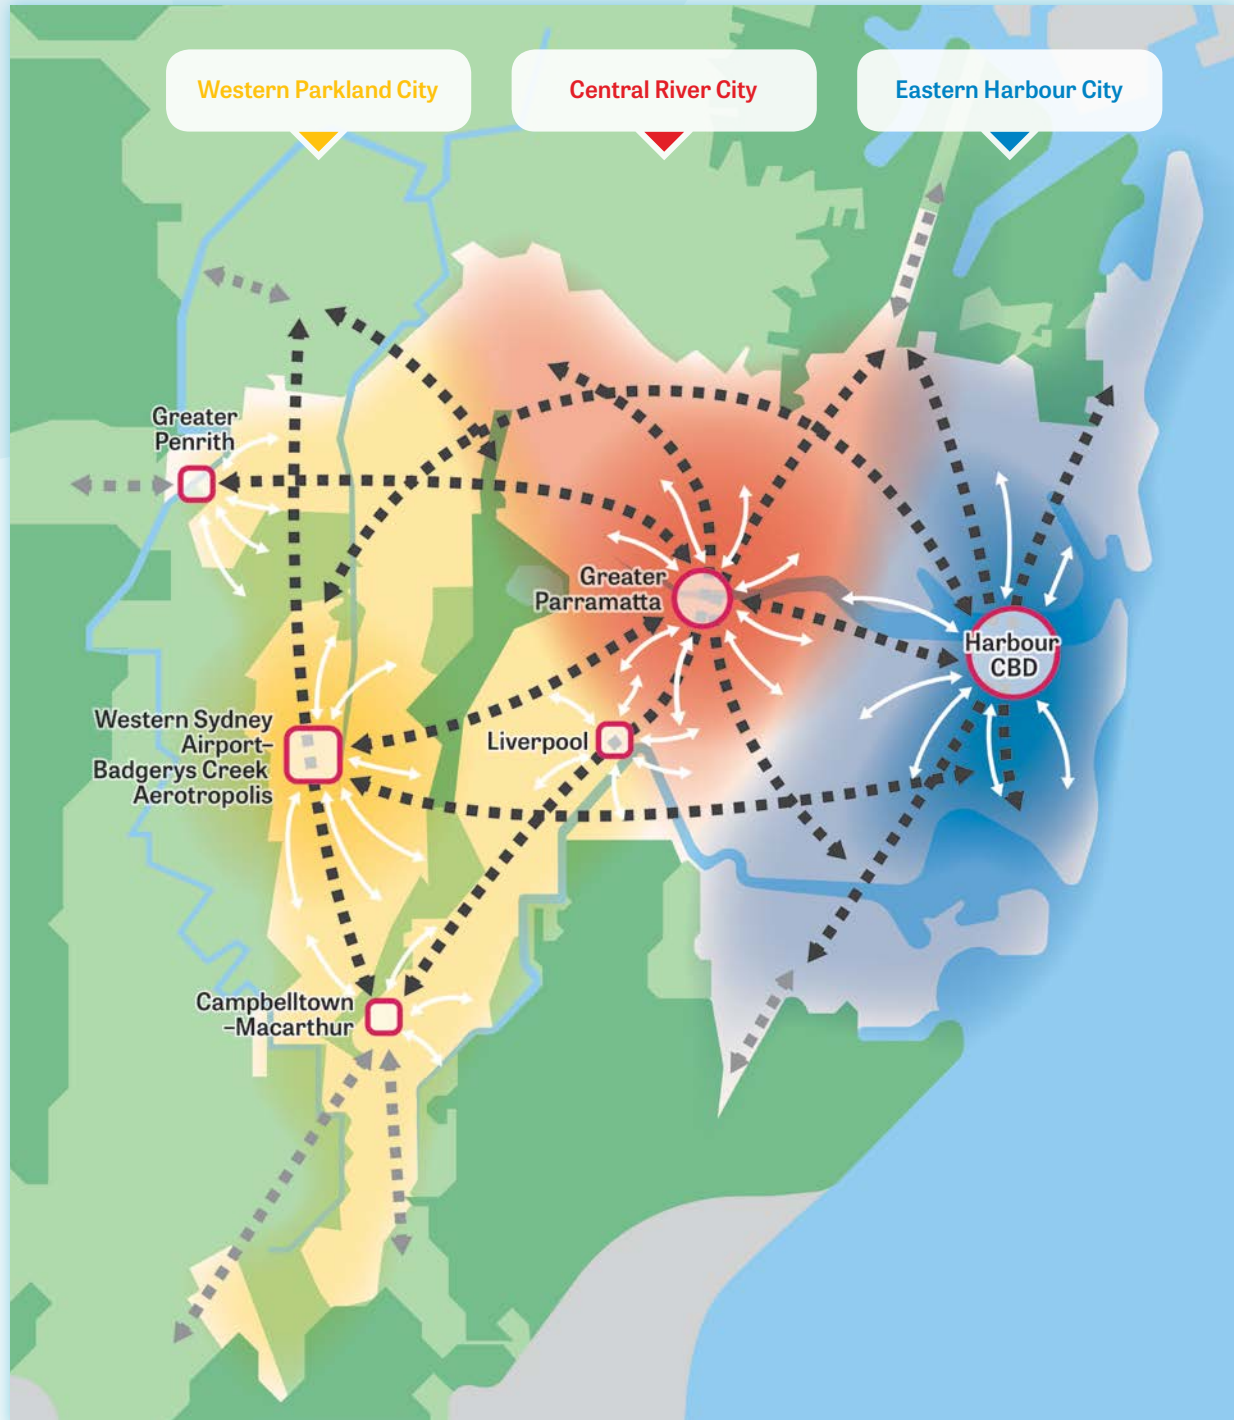 Western Parkland City
Central River City
Eastern Harbour City
Greater
Penrith
Greater
Parramatta
Harbour
CBD
Western Sydney
Airport–
Badgerys Creek
Aerotropolis
Liverpool
Campbelltown
–Macarthur